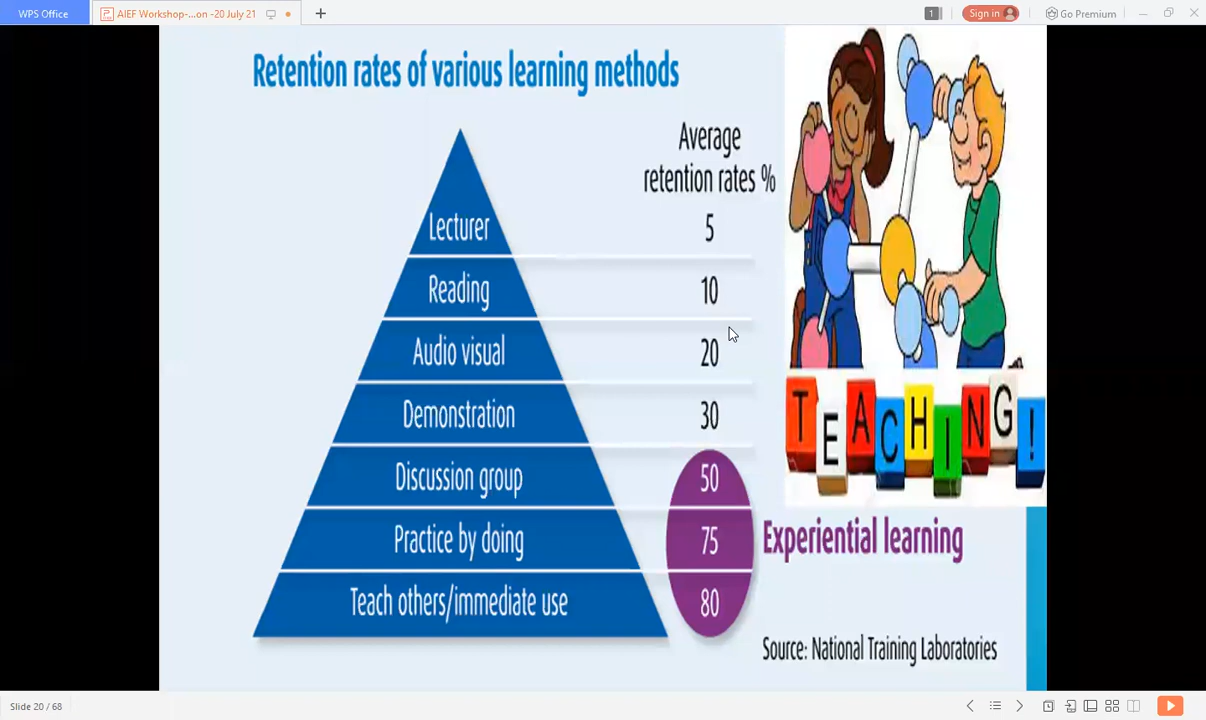 WPS Office
AIEF Workshop-...on -20 July 21
1
Sign in
Go Premium
Retention rates of various learning methods
Average
retention rates %
Lecturer 5
Reading 10
Audio visual 20
Demonstration 30
Discussion group 50
Practice by doing 75
Experiential learning
Teach others/immediate use 80
Source: National Training Laboratories
TEACHING!
Slide 20 / 68